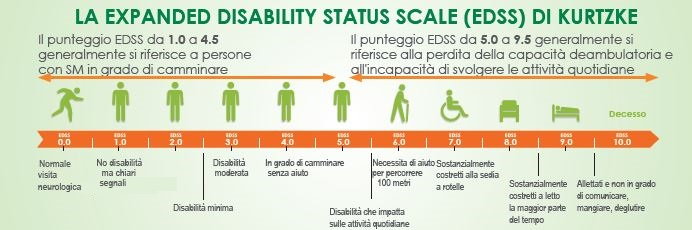 LA EXPANDED DISABILITY STATUS SCALE (EDSS) DI KURTZKE
Il punteggio EDSS da 1.0 a 4.5
generalmente si riferisce a persone
con SM in grado di camminare
Il punteggio EDSS da 5.0 a 9.5 generalmente si
riferisce alla perdita della capacità deambulatoria e
all'incapacità di svolgere le attività quotidiane
Decesso
EDSS EDSS EDSS EDSS EDSS EDSS EDSS EDSS EDSS EDSS EDSS
0.0 1.0 2.0 3.0 4.0 5.0 6.0 7.0 8.0 9.0 10.0
Normale
visita
neurologica
No disabilità
ma chiari
segnali
Disabilità minima
Disabilità
moderata
In grado di camminare
senza aiuto
Disabilità che impatta
sulle attività quotidiane
Necessita di aiuto
per percorrere
100 metri
Sostanzialmente
costretti alla sedia
a rotelle
Sostanzialmente
costretti a letto
la maggior parte
del tempo
Allettati e non in grado
di comunicare,
mangiare, deglutire